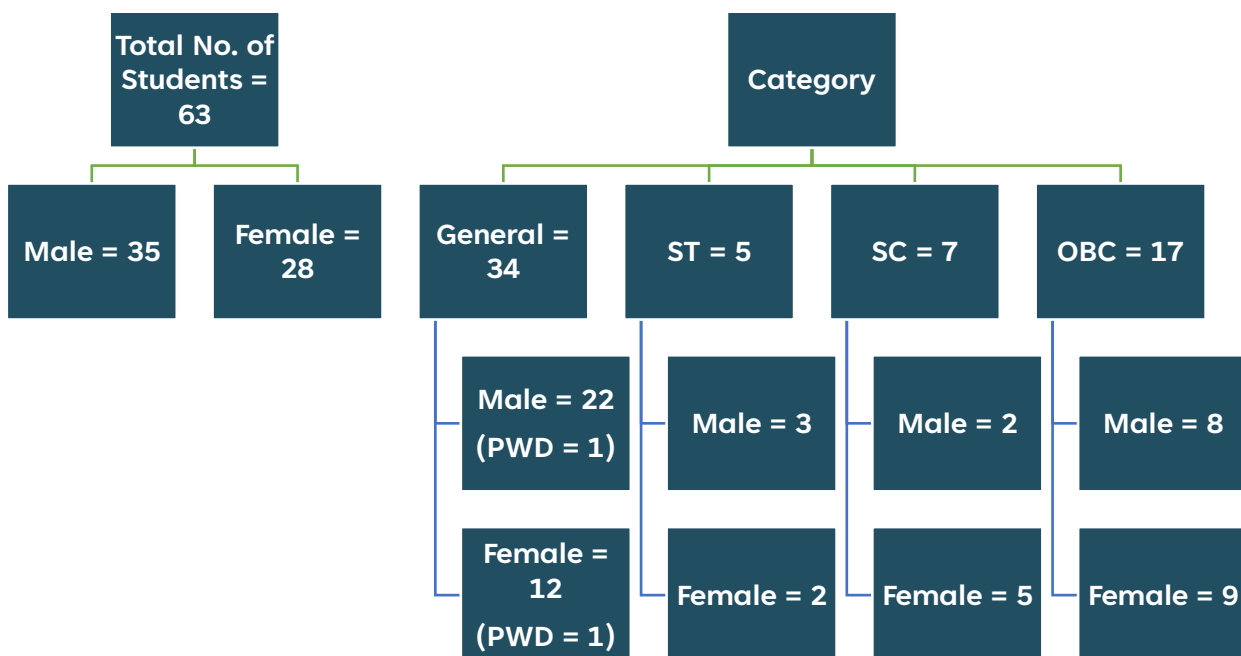 Total No. of
Students =
63
Category
Male = 35
Female =
28
General =
34
ST = 5
SC = 7
OBC = 17
Male = 22
(PWD = 1)
Male = 3
Male = 2
Male = 8
Female =
12
(PWD = 1)
Female = 2
Female = 5
Female = 9